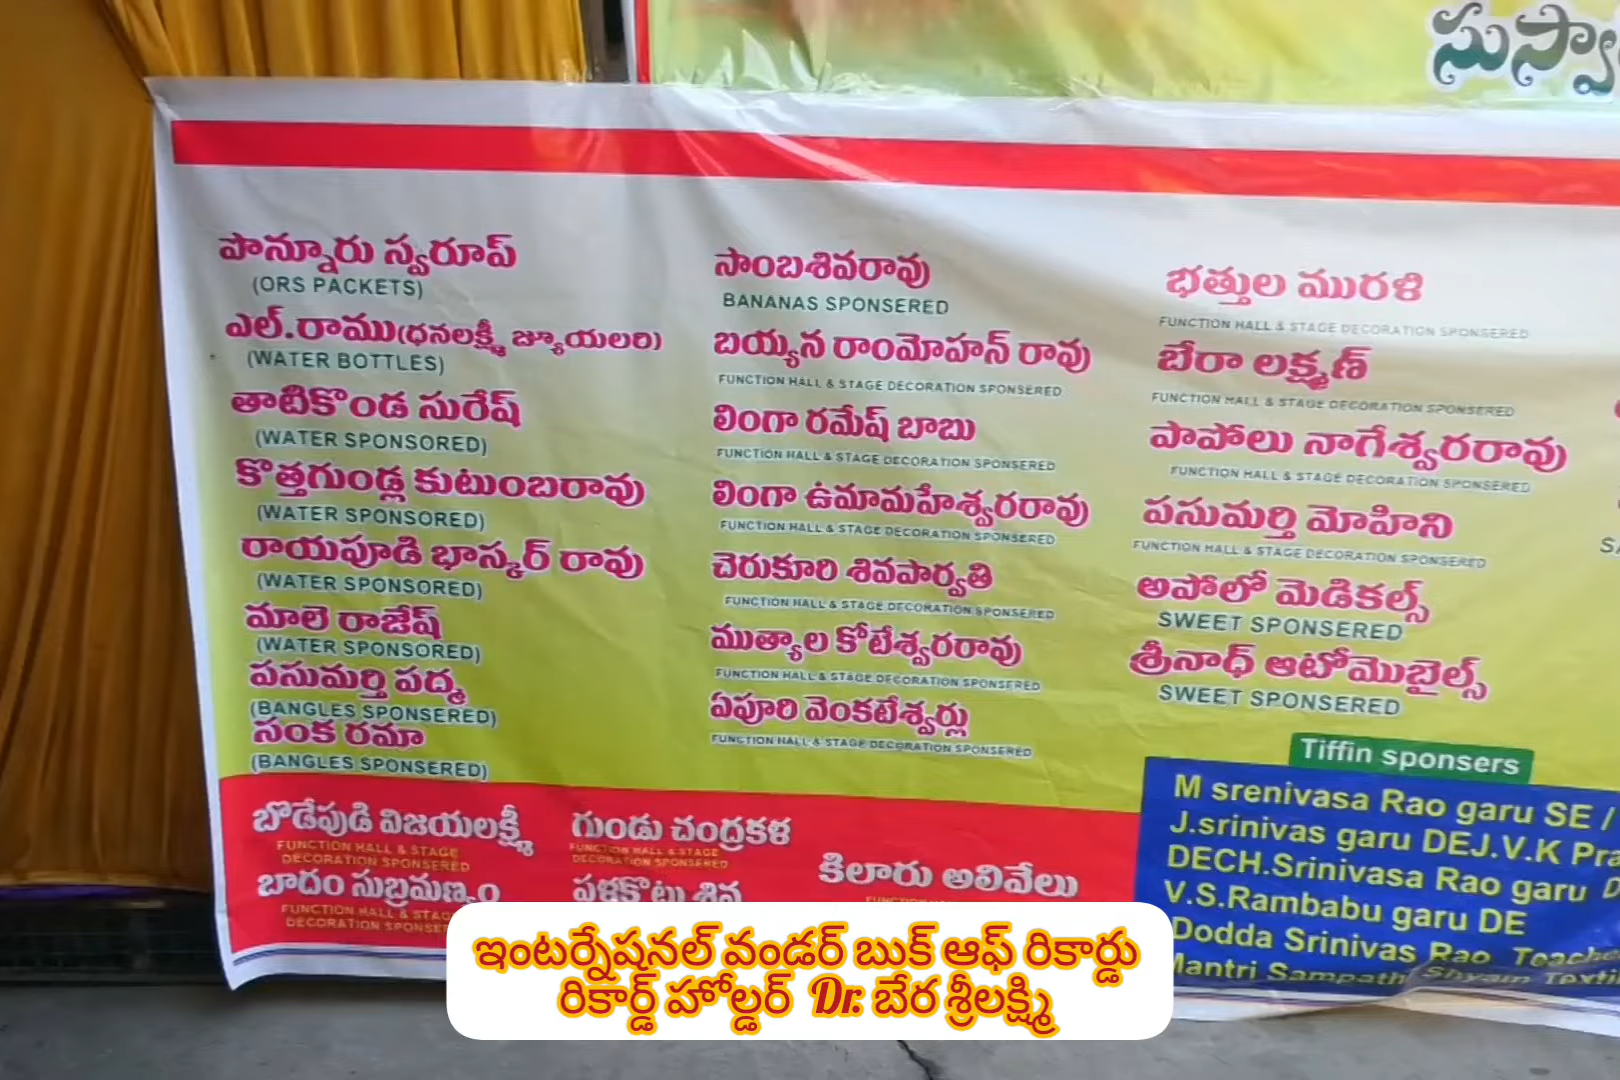 పొన్నూరు స్వరూప్
(ORS PACKETS)
ఎల్.రాము(ధనలక్ష్మీ జ్యూయలరి)
(WATER BOTTLES)
తాటికొండ సురేష్
(WATER SPONSORED)
కొత్తగుండ్ల కుటుంబరావు
(WATER SPONSORED)
రాయపూడి భాస్కర్ రావు
(WATER SPONSORED)
మాలె రాజేష్
(WATER SPONSORED)
పసుమర్తి పద్మ
(BANGLES SPONSERED)
సంక రమా
(BANGLES SPONSERED)
సాంబశివరావు
BANANAS SPONSERED
బయ్యన రాంమోహన్ రావు
FUNCTION HALL & STAGE DECORATION SPONSERED
లింగా రమేష్ బాబు
FUNCTION HALL & STAGE DECORATION SPONSERED
లింగా ఉమామహేశ్వరరావు
FUNCTION HALL & STAGE DECORATION SPONSERED
చెరుకూరి శివపార్వతి
FUNCTION HALL & STAGE DECORATION SPONSERED
ముత్యాల కోటేశ్వరరావు
FUNCTION HALL & STAGE DECORATION SPONSERED
ఏపూరి వెంకటేశ్వర్లు
FUNCTION HALL & STAGE DECORATION SPONSERED
భత్తుల మురళి
FUNCTION HALL & STAGE DECORATION SPONSERED
బేరా లక్ష్మణ్
FUNCTION HALL & STAGE DECORATION SPONSERED
పాపోలు నాగేశ్వరరావు
FUNCTION HALL & STAGE DECORATION SPONSERED
పసుమర్తి మోహిని
FUNCTION HALL & STAGE DECORATION SPONSERED
అపోలో మెడికల్స్
SWEET SPONSERED
శ్రీనాధ్ ఆటోమొబైల్స్
SWEET SPONSERED
బొడేపుడి విజయలక్ష్మీ
FUNCTION HALL & STAGE
DECORATION SPONSERED
బాదం సుబ్రమణ్యం
FUNCTION HALL &
DECORATION
గుండు చంద్రకళ
FUNCTION HALL & STAGE
DECORATION SPONSERED
కిలారు అలివేలు
Tiffin sponsers
M srenivasa Rao garu SE /
J.srinivas garu DEJ.V.K
DECH.Srinivasa Rao garu
V.S.Rambabu garu DE
Dodda Srinivas Rao
Mantri Sampath Shyam
ఇంటర్నేషనల్ వండర్ బుక్ ఆఫ్ రికార్డు
రికార్డ్ హోల్డర్ Dr. బేర శ్రీలక్ష్మి